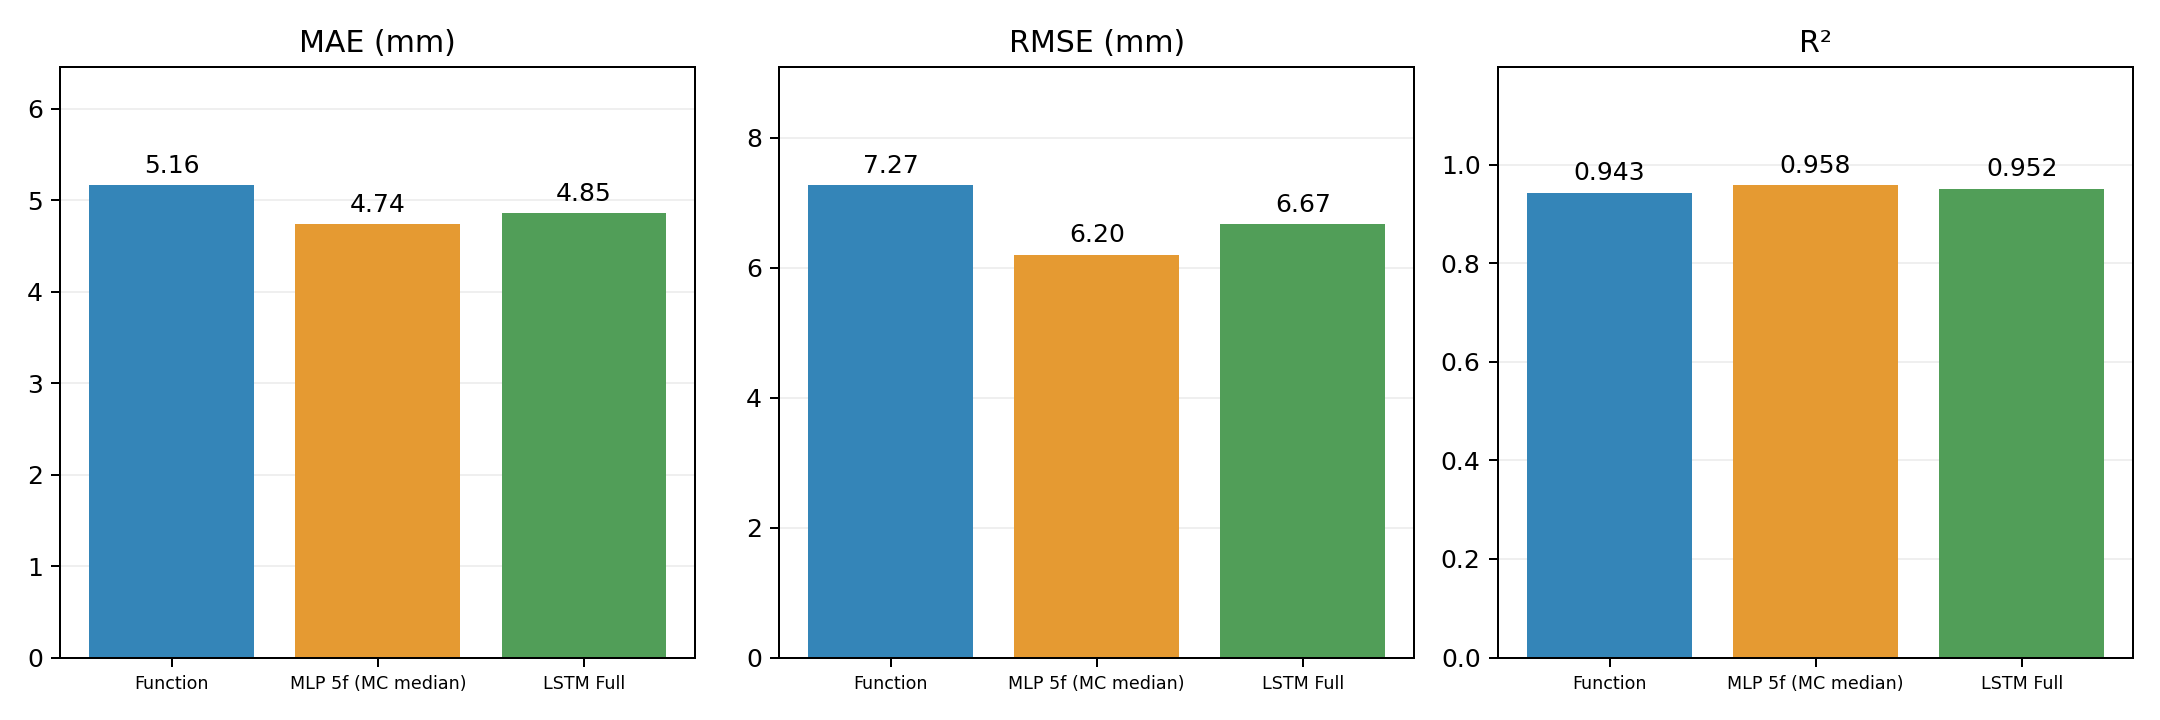 MAE (mm)
6
5
4
3
2
1
0
5.16
4.74
4.85
Function
MLP 5f (MC median)
LSTM Full
RMSE (mm)
8
6
4
2
0
7.27
6.20
6.67
Function
MLP 5f (MC median)
LSTM Full
R²
1.0
0.8
0.6
0.4
0.2
0.0
0.943
0.958
0.952
Function
MLP 5f (MC median)
LSTM Full